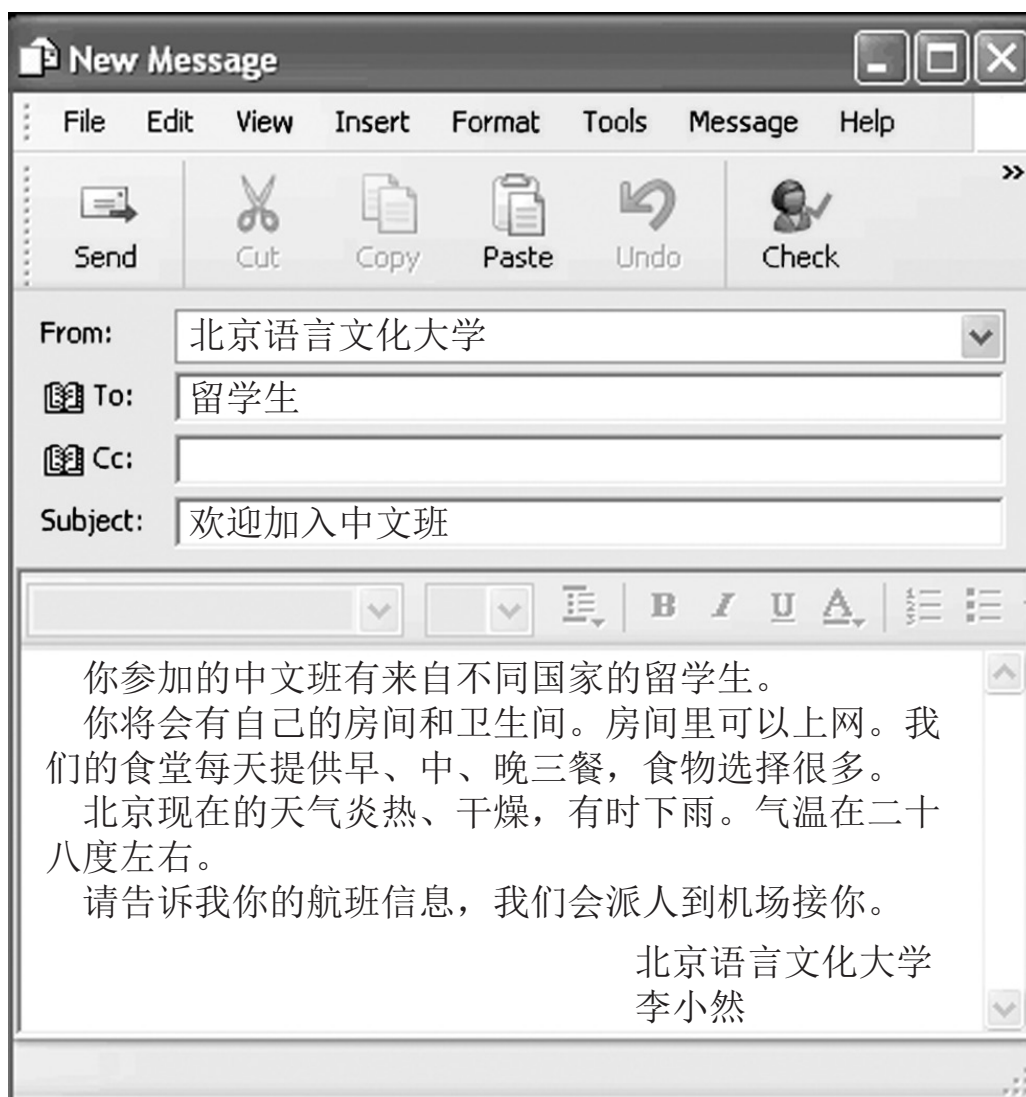 New Message
File Edit View Insert Format Tools Message Help
»
Send Cut Copy Paste Undo Check
From: 北京语言文化大学
To: 留学生
Cc:
Subject: 欢迎加入中文班
B I U A
你参加的中文班有来自不同国家的留学生。
你将会有自己的房间和卫生间。房间里可以上网。我
们的食堂每天提供早、中、晚三餐，食物选择很多。
北京现在的天气炎热、干燥，有时下雨。气温在二十
八度左右。
请告诉我你的航班信息，我们会派人到机场接你。
北京语言文化大学
李小然